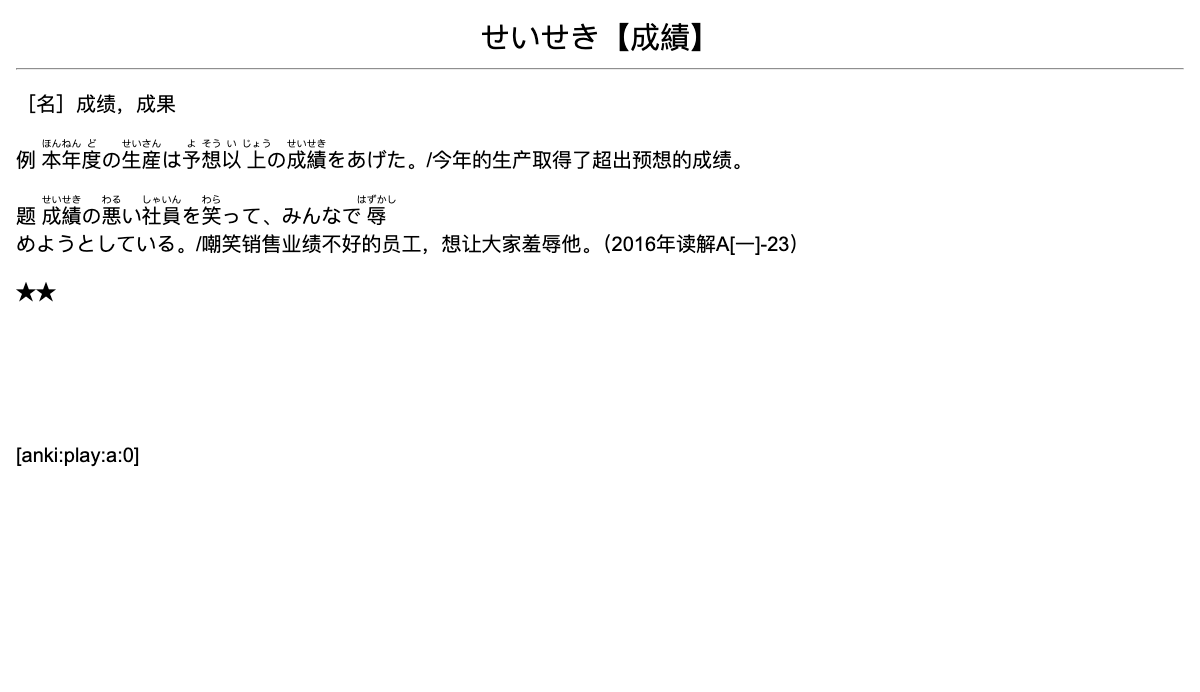 せいせき【成績】
［名］成绩，成果
ほんねん ど せいさん よ そう い じょう せいせき
例 本年度の生産は予想以上の成績をあげた。/今年的生产取得了超出预想的成绩。
せいせき わる しゃいん わら はずかし
题 成績の悪い社員を笑って、みんなで辱
めようとしている。/嘲笑销售业绩不好的员工，想让大家羞辱他。（2016年读解A[一]-23）
★★
[anki:play:a:0]